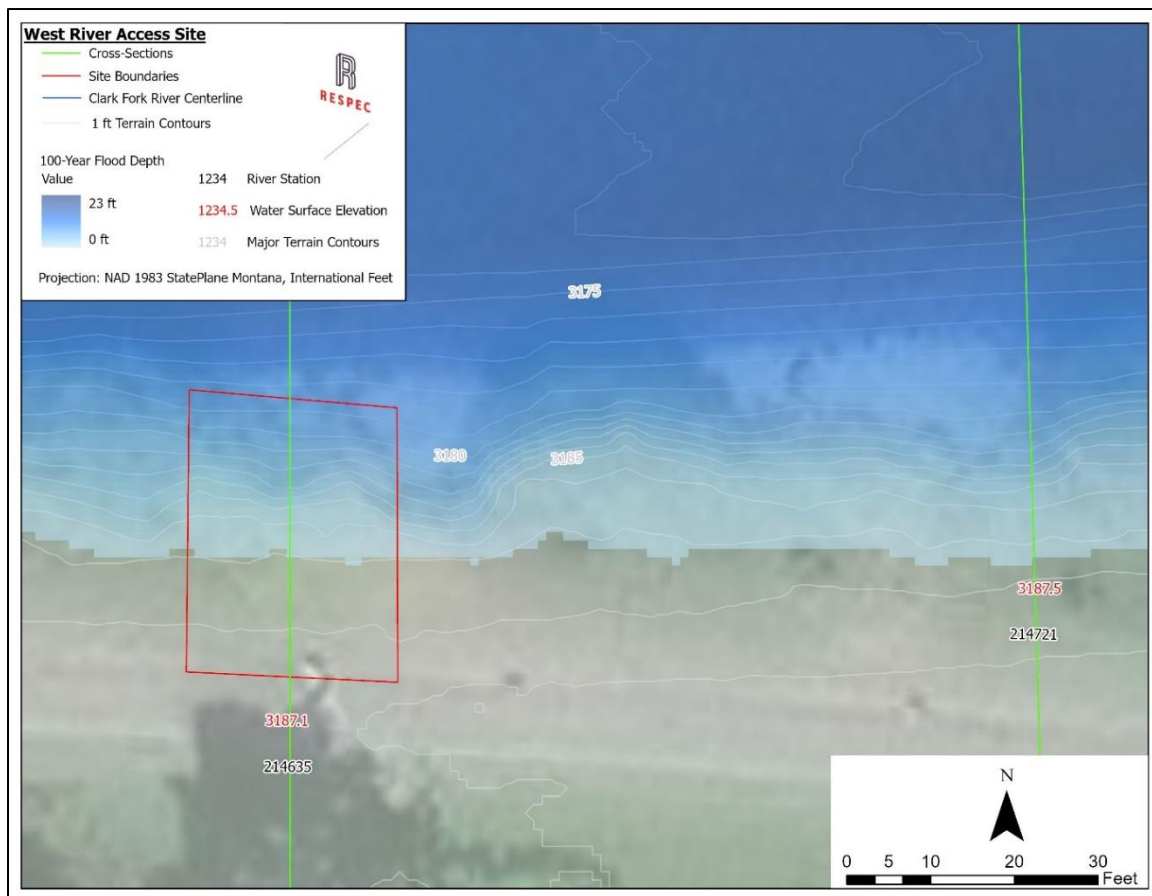 West River Access Site
Cross-Sections
Site Boundaries
Clark Fork River Centerline
1 ft Terrain Contours
RESPEC
100-Year Flood Depth
Value
23 ft
0 ft
1234 River Station
1234.5 Water Surface Elevation
1234 Major Terrain Contours
Projection: NAD 1983 StatePlane Montana, International Feet
3175
3180
3185
3187.5
214721
3187.1
214635
N
0 5 10 20 30
Feet